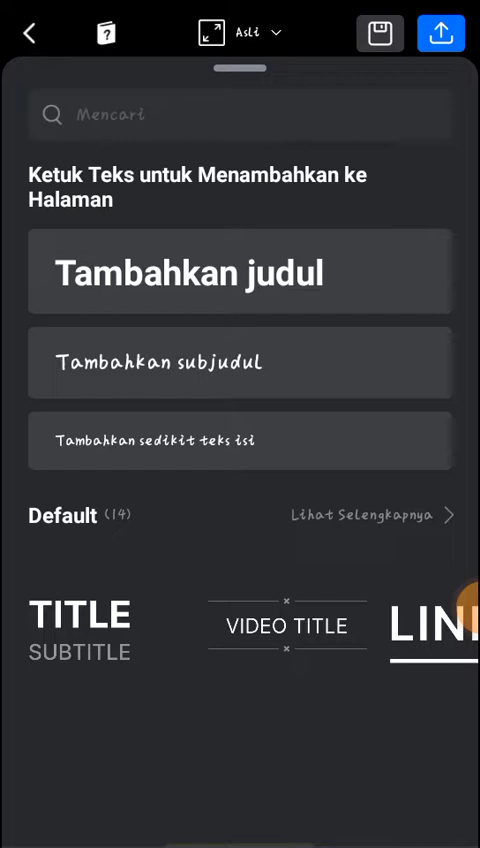 ?
Asli
Mencari
Ketuk Teks untuk Menambahkan ke
Halaman
Tambahkan judul
Tambahkan subjudul
Tambahkan sedikit teks isi
Default (14) Lihat Selengkapnya
TITLE
SUBTITLE
VIDEO TITLE
LIN